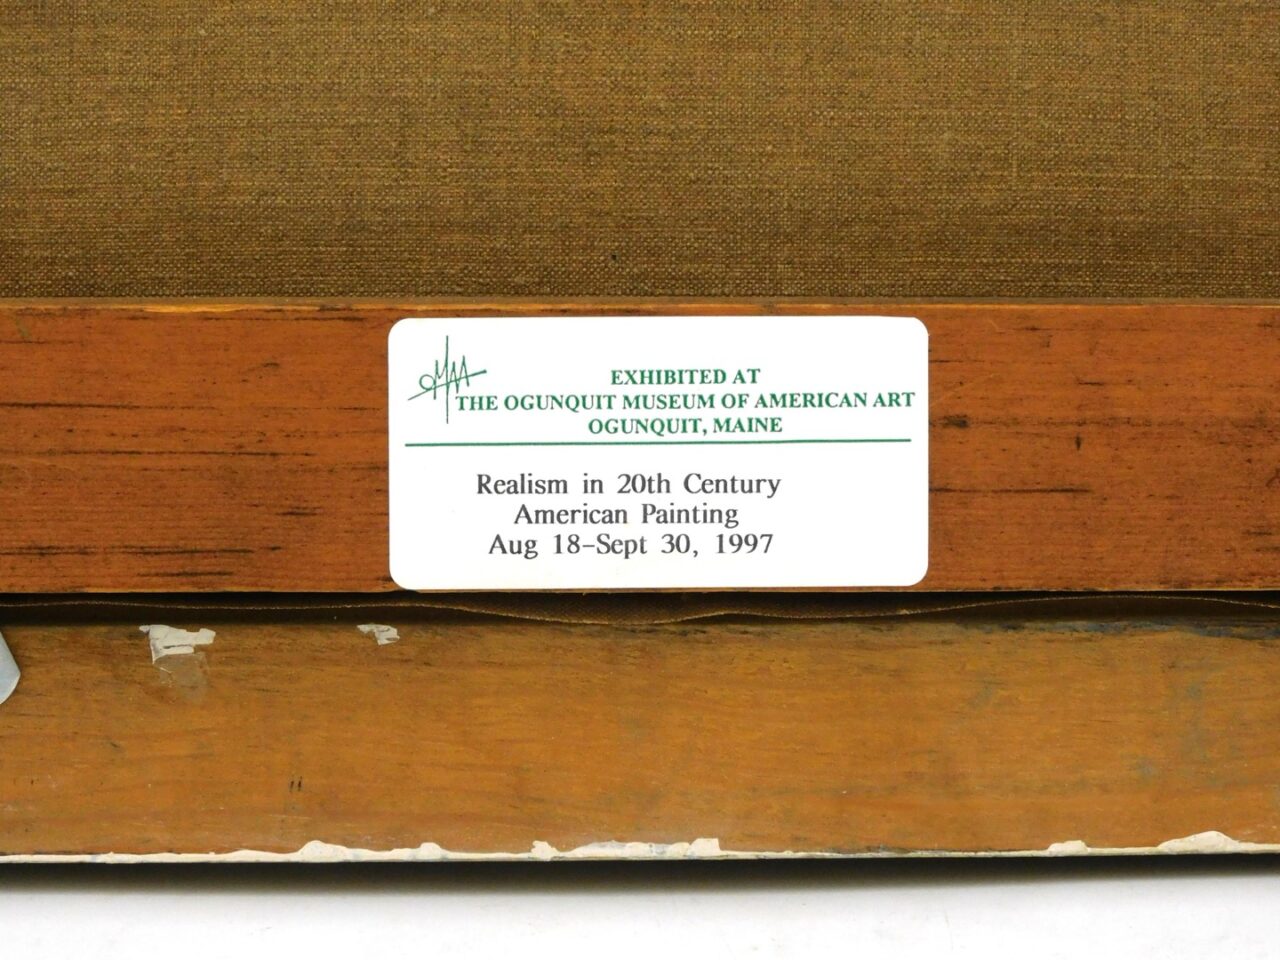 OMAA
EXHIBITED AT
THE OGUNQUIT MUSEUM OF AMERICAN ART
OGUNQUIT, MAINE
Realism in 20th Century
American Painting
Aug 18-Sept 30, 1997